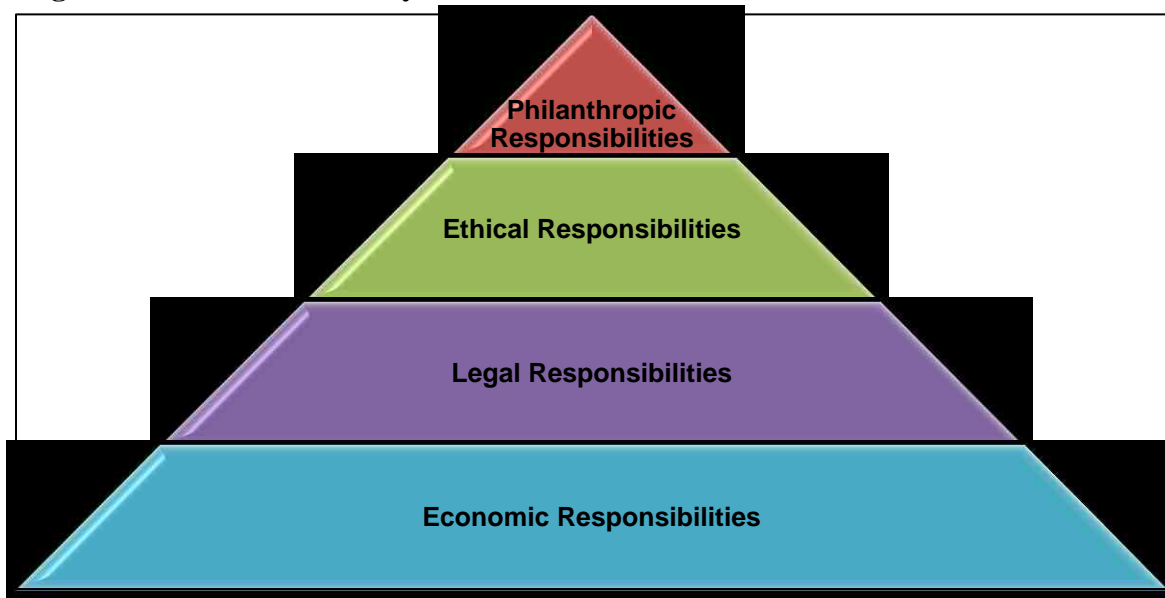 Philanthropic
Responsibilities
Ethical Responsibilities
Legal Responsibilities
Economic Responsibilities